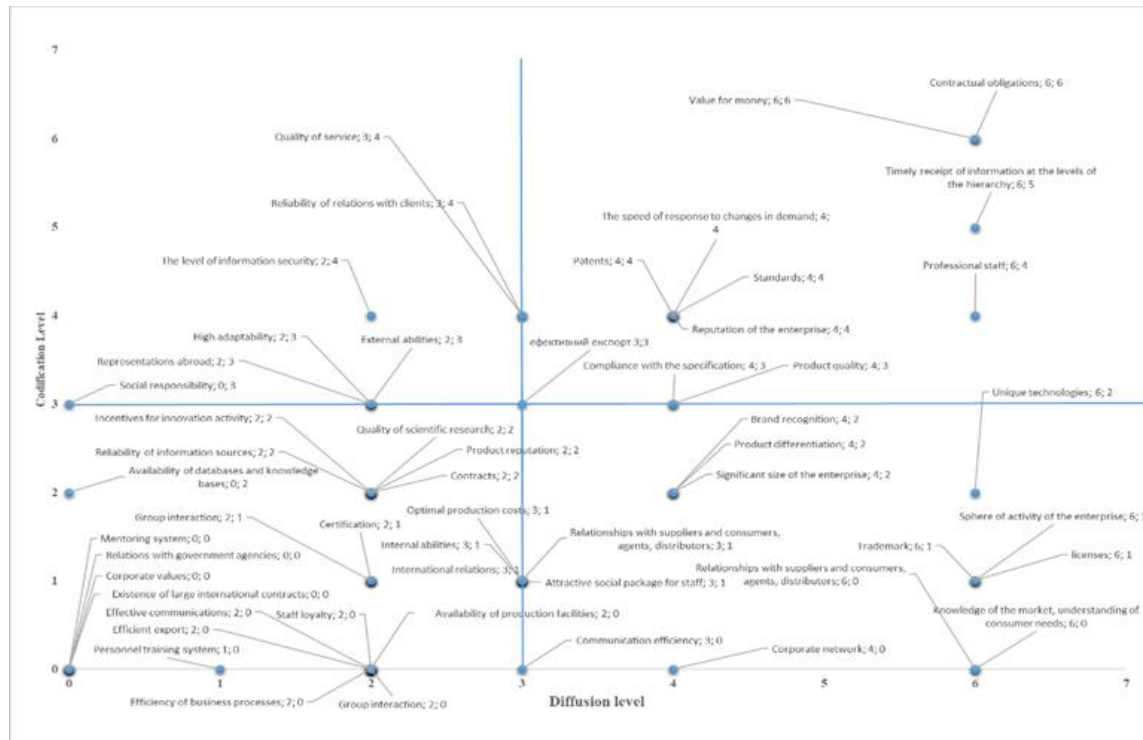 7
Contractual obligations; 6; 6
Value for money; 6; 6
6
Quality of service; 3; 4
Timely receipt of information at the levels of
the hierarchy; 6; 5
Reliability of relations with clients; 3; 4
5
The speed of response to changes in demand; 4;
4
The level of information security; 2; 4
Patents; 4; 4
Professional staff; 6; 4
Standards; 4; 4
4
Codification Level
High adaptability; 2; 3
External abilities; 2; 3
Reputation of the enterprise; 4; 4
ефективний експорт 3;3
Representations abroad; 2; 3
Compliance with the specification; 4; 3
Product quality; 4; 3
Social responsibility; 0; 3
Unique technologies; 6; 2
3
Incentives for innovation activity; 2; 2
Quality of scientific research; 2; 2
Brand recognition; 4; 2
Reliability of information sources; 2; 2
Product reputation; 2; 2
Product differentiation; 4; 2
Availability of databases and knowledge
bases; 0; 2
Contracts; 2; 2
Significant size of the enterprise; 4; 2
2
Optimal production costs; 3; 1
Group interaction; 2; 1
Certification; 2; 1
Sphere of activity of the enterprise; 6; 1
Mentoring system; 0; 0
Internal abilities; 3; 1
Relationships with suppliers and consumers,
agents, distributors; 3; 1
Trademark; 6; 1
licenses; 6; 1
Relations with government agencies; 0; 0
International relations; 3; 1
Relationships with suppliers and consumers,
agents, distributors; 6; 0
1
Corporate values; 0; 0
Attractive social package for staff; 3; 1
Existence of large international contracts; 0; 0
Effective communications; 2; 0
Staff loyalty; 2; 0
Availability of production facilities; 2; 0
Knowledge of the market, understanding of
consumer needs; 6; 0
Efficient export; 2; 0
Personnel training system; 1; 0
Communication efficiency; 3; 0
Corporate network; 4; 0
0
0 1 2 3 4 5 6 7
Efficiency of business processes; 2; 0
Group interaction; 2; 0
Diffusion level